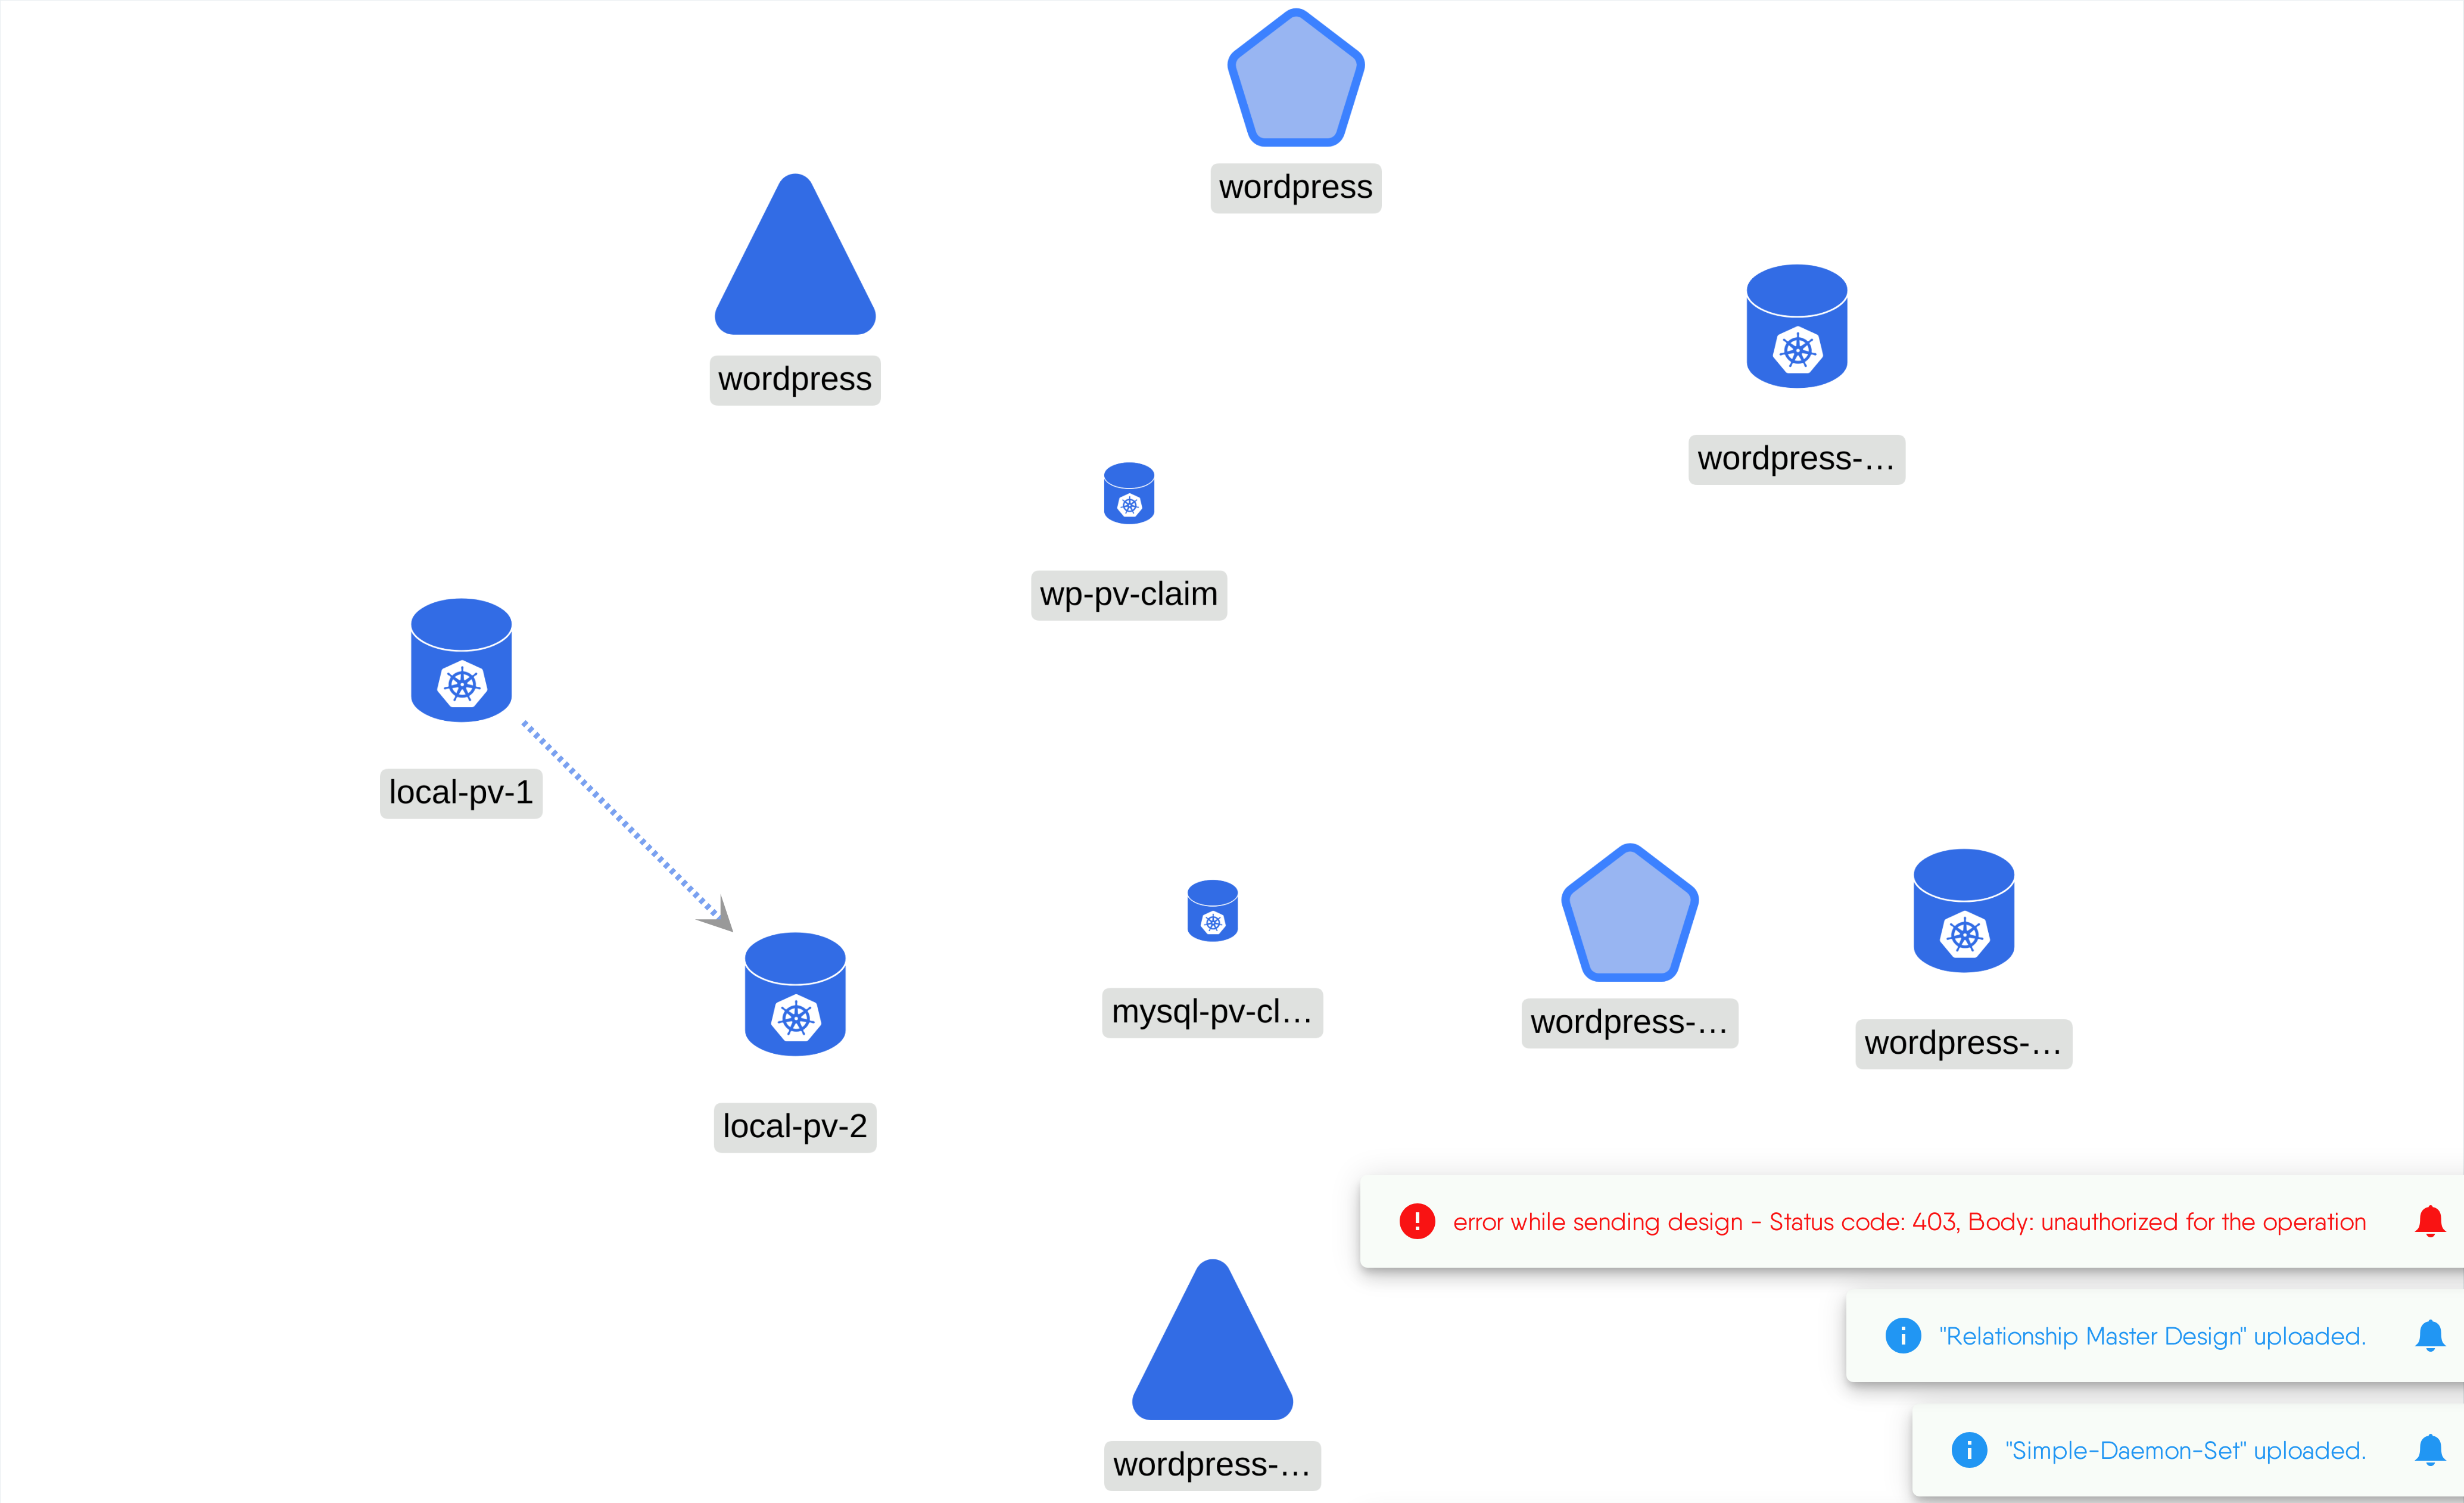 wordpress
wordpress
wordpress-...
wp-pv-claim
local-pv-1
mysql-pv-cl...
wordpress-...
wordpress-...
local-pv-2
error while sending design - Status code: 403, Body: unauthorized for the operation
"Relationship Master Design" uploaded.
"Simple-Daemon-Set" uploaded.
wordpress-...